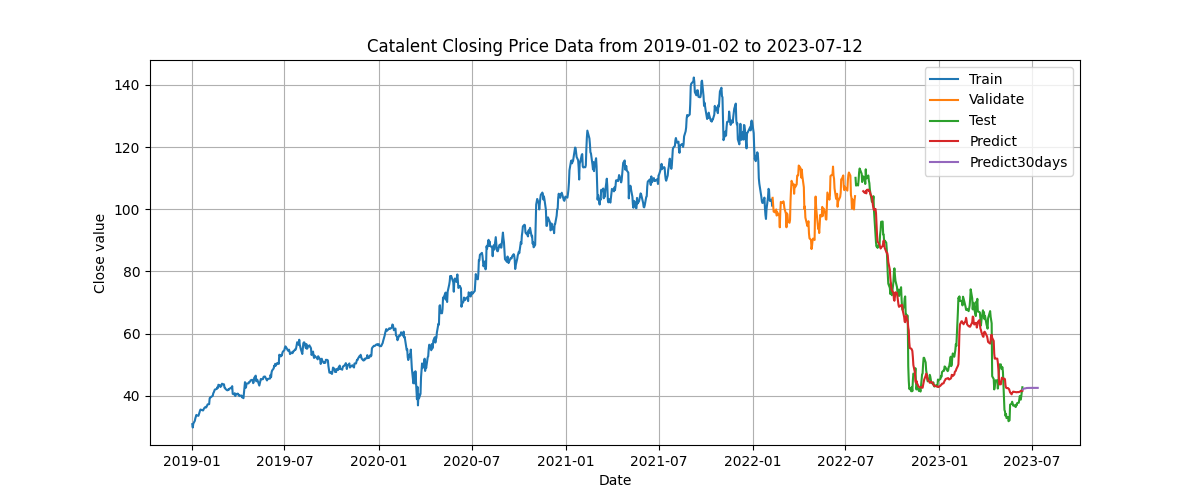 Catalent Closing Price Data from 2019-01-02 to 2023-07-12
Train
Validate
Test
Predict
Predict30days
140
120
100
80
60
40
Close value
2019-01 2019-07 2020-01 2020-07 2021-01 2021-07 2022-01 2022-07 2023-01 2023-07
Date